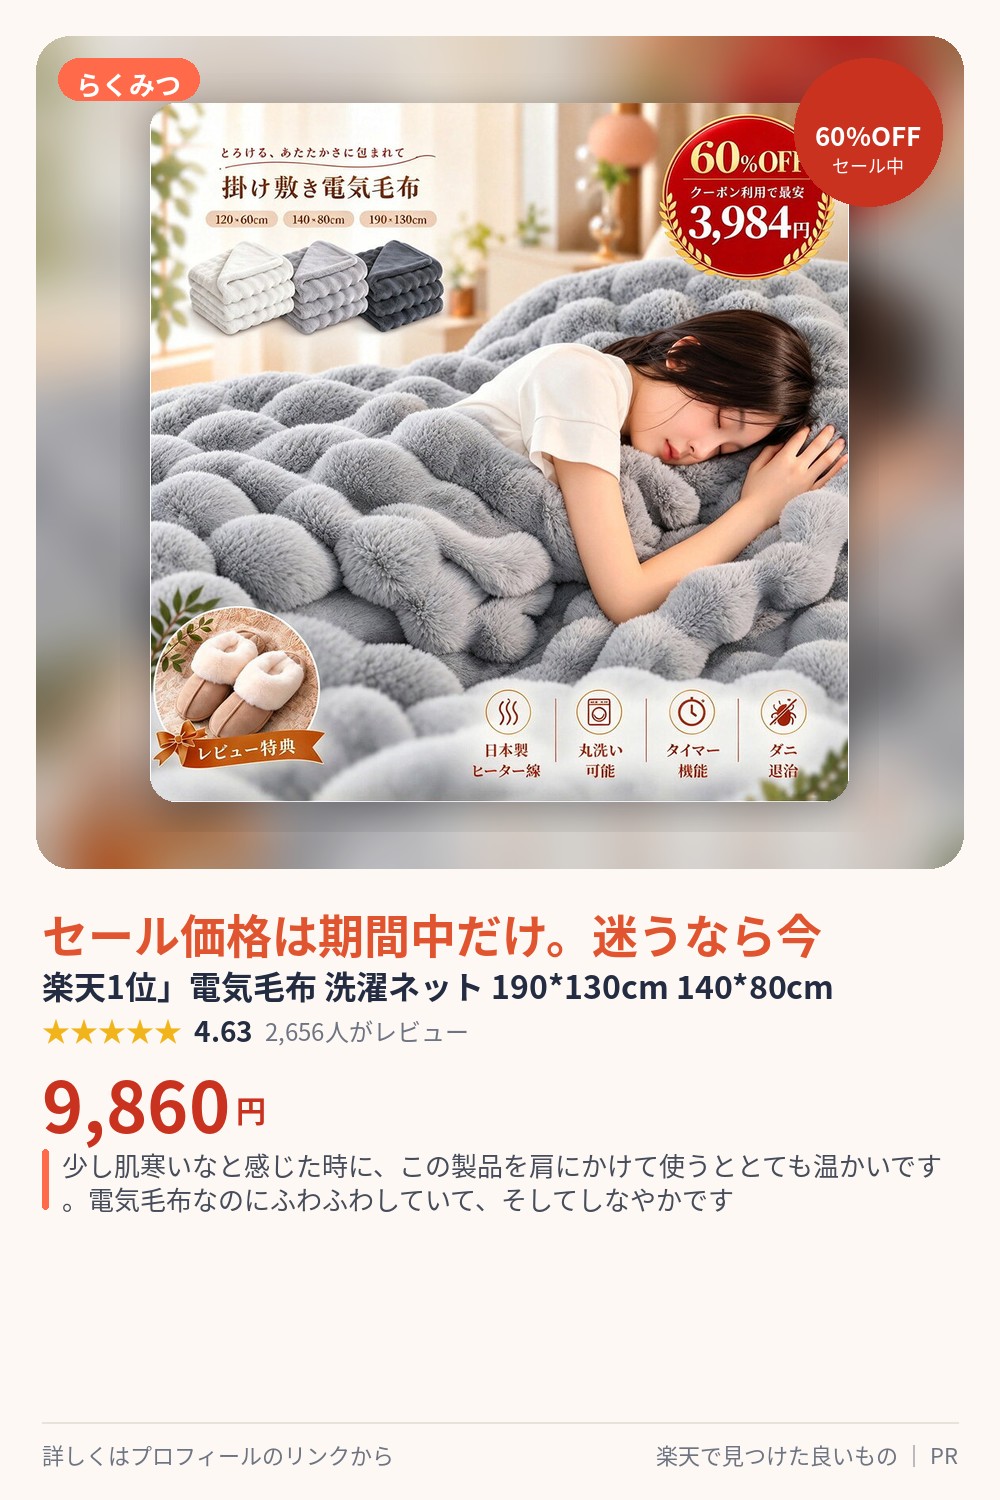 らくみつ
60%OFF
セール中
とろける、あたたかさに包まれて
掛け敷き電気毛布
120×60cm 140×80cm 190×130cm
60%OFF
クーポン利用で最安
3,984円
レビュー特典
日本製
ヒーター線
丸洗い
可能
タイマー
機能
ダニ
退治
セール価格は期間中だけ。迷うなら今
楽天1位」電気毛布 洗濯ネット 190*130cm 140*80cm
★★★★★ 4.63 2,656人がレビュー
9,860円
少し肌寒いなと感じた時に、この製品を肩にかけて使うととても温かいです
。電気毛布なのにふわふわしていて、そしてしなやかです
詳しくはプロフィールのリンクから
楽天で見つけた良いもの｜PR